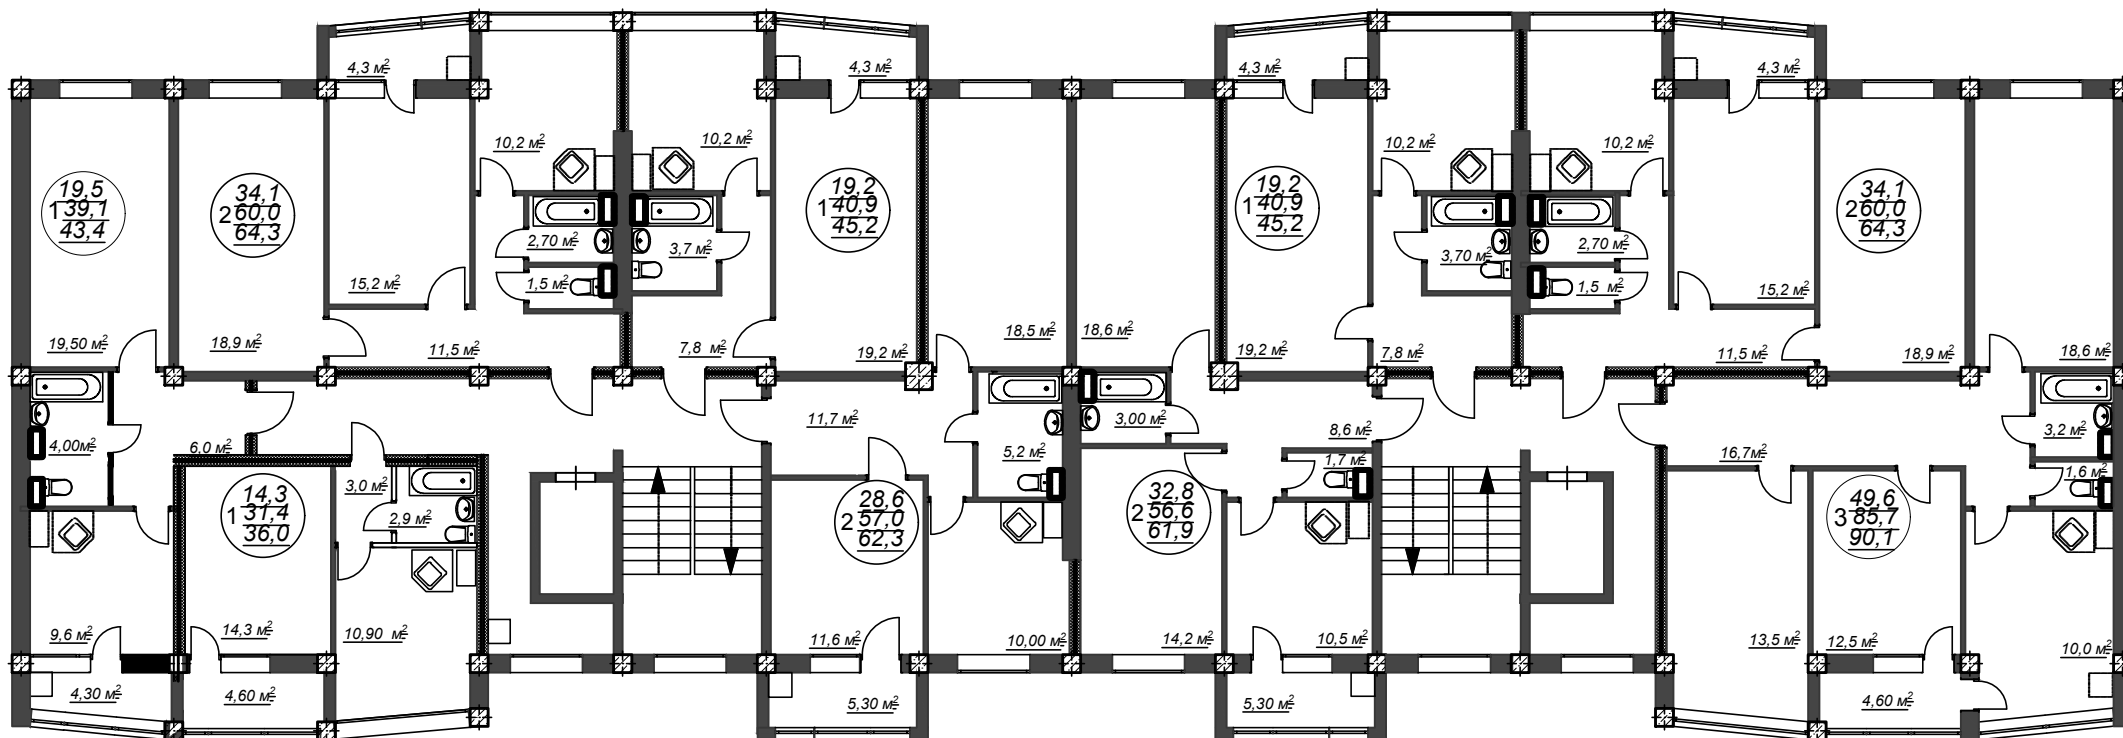 4,3 м²
4,3 м²
4,3 м²
4,3 м²
10,2 м²
10,2 м²
10,2 м²
10,2 м²
19,5
1 39,1
43,4
34,1
2 60,0
64,3
19,2
1 40,9
45,2
19,2
1 40,9
45,2
34,1
2 60,0
64,3
2,70 м²
3,7 м²
3,70 м²
2,70 м²
15,2 м²
1,5 м²
1,5 м²
15,2 м²
19,50 м²
18,9 м²
11,5 м²
7,8 м²
19,2 м²
18,5 м²
18,6 м²
19,2 м²
7,8 м²
11,5 м²
18,9 м²
18,6 м²
4,00м²
6,0 м²
11,7 м²
5,2 м²
3,00 м²
8,6 м²
1,7 м²
16,7м²
3,2 м²
1,6 м²
14,3
1 31,4
36,0
3,0 м²
2,9 м²
28,6
2 57,0
62,3
32,8
2 56,6
61,9
49,6
3 85,7
90,1
9,6 м²
14,3 м²
10,90 м²
11,6 м²
10,00 м²
14,2 м²
10,5 м²
13,5 м²
12,5 м²
10,0 м²
4,30 м²
4,60 м²
5,30 м²
5,30 м²
4,60 м²